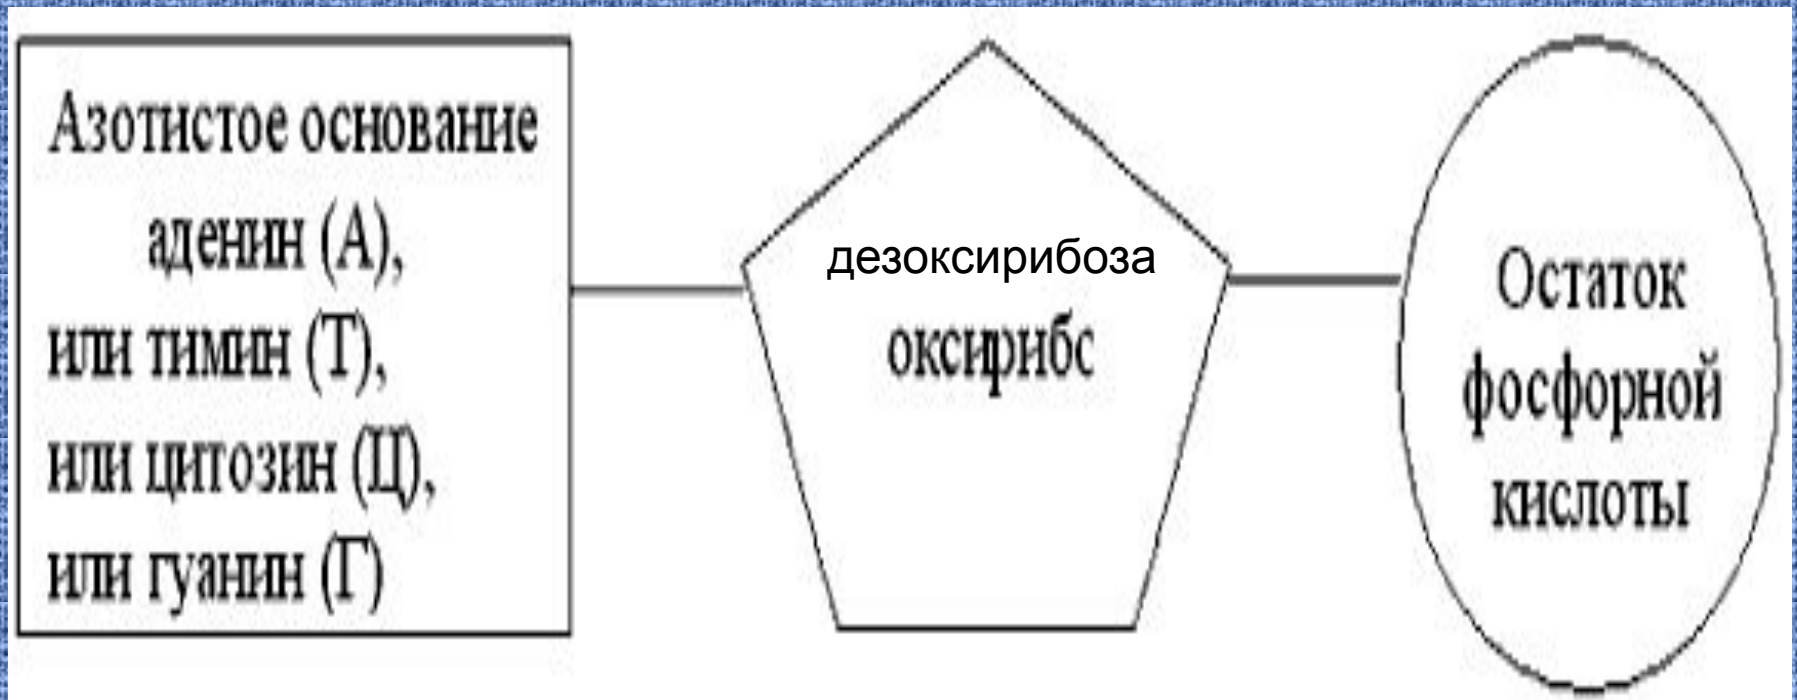 Азотистое основание
аденин (А),
или тимин (Т),
или цитозин (Ц),
или гуанин (Г)
дезоксирибоза
оксирибс
Остаток
фосфорной
кислоты